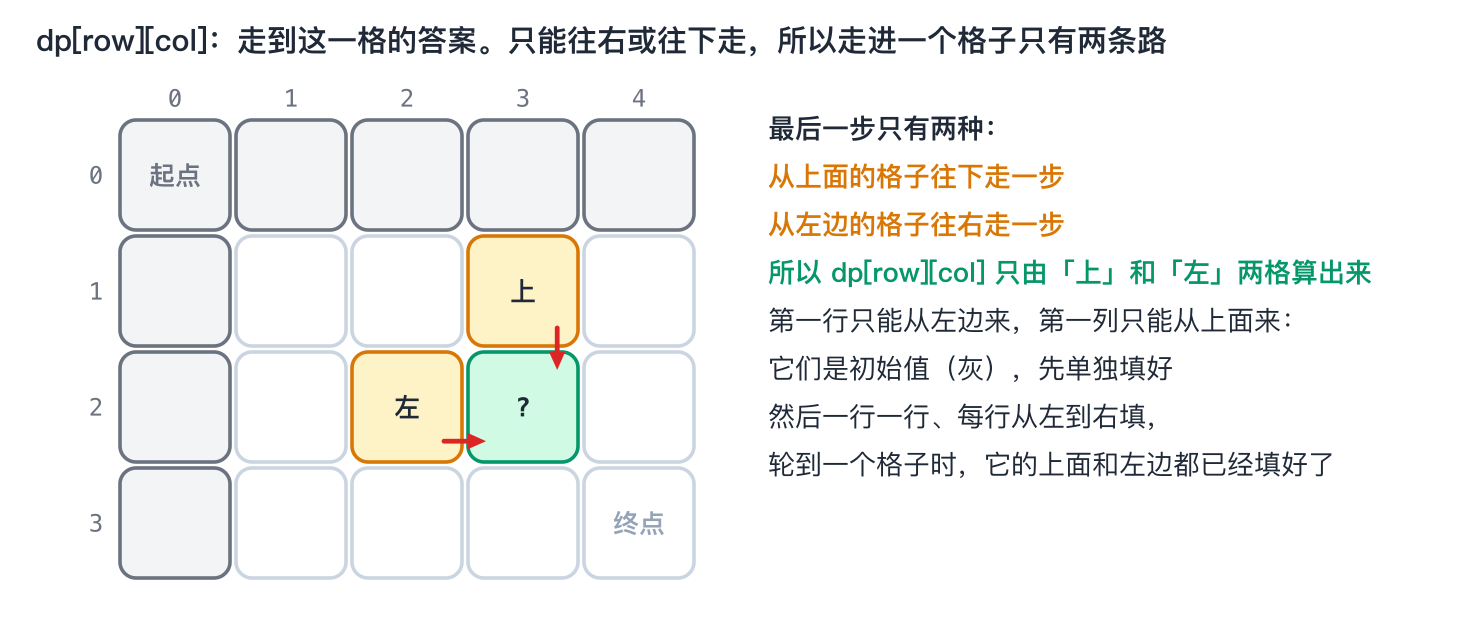 dp[row][col]：走到这一格的答案。只能往右或往下走，所以走进一个格子只有两条路
0 1 2 3 4
0 起点
1 上
2 左 ?
3 终点
最后一步只有两种：
从上面的格子往下走一步
从左边的格子往右走一步
所以 dp[row][col] 只由「上」和「左」两格算出来
第一行只能从左边来，第一列只能从上面来：
它们是初始值（灰），先单独填好
然后一行一行、每行从左到右填，
轮到一个格子时，它的上面和左边都已经填好了